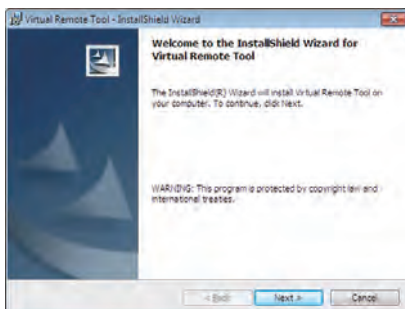 Virtual Remote Tool - InstallShield Wizard
Welcome to the InstallShield Wizard for
Virtual Remote Tool
The InstallShield(R) Wizard will install Virtual Remote Tool on
your computer. To continue, click Next.
WARNING: This program is protected by copyright law and
international treaties.
< Back
Next >
Cancel